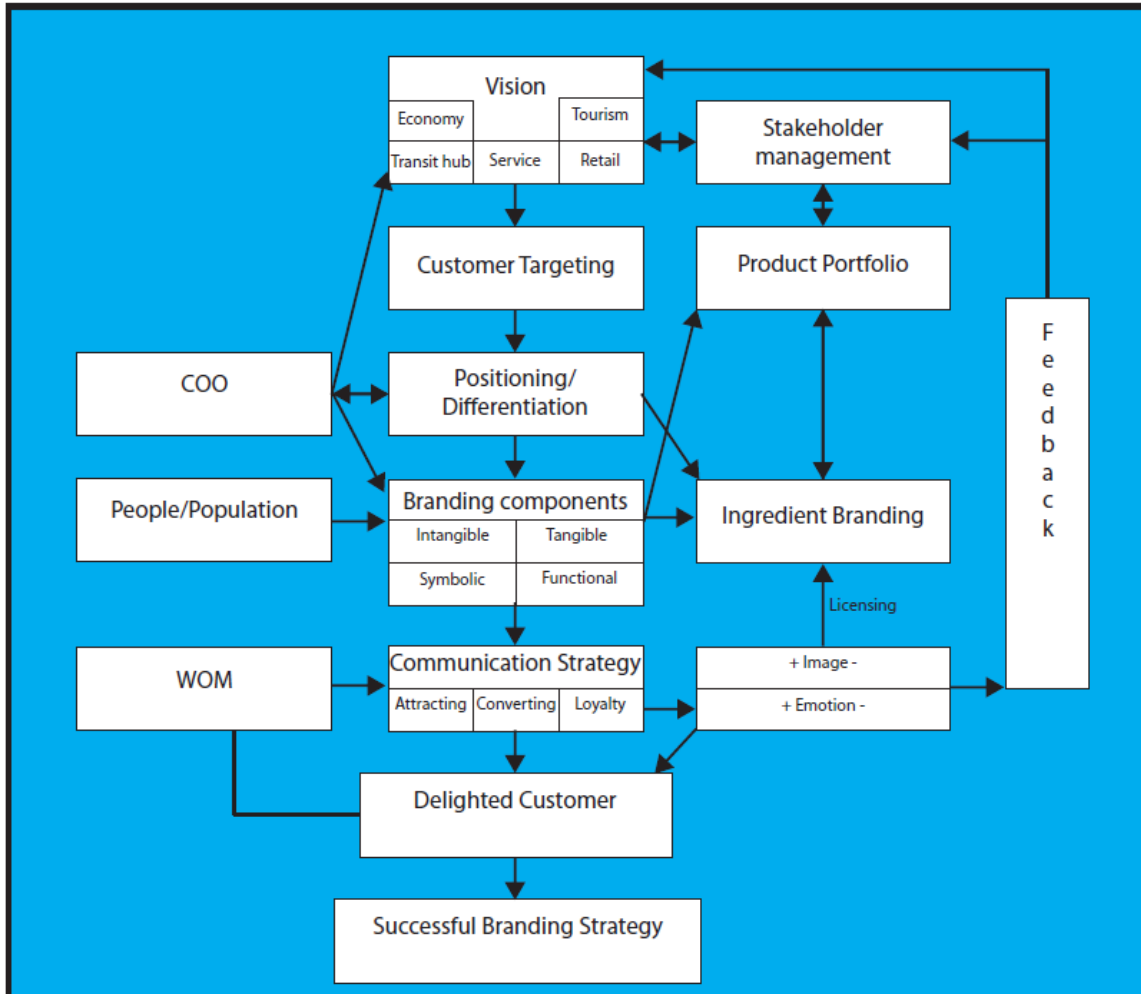 Vision
Economy
Tourism
Transit hub
Service
Retail
Stakeholder
management
Customer Targeting
Product Portfolio
COO
Positioning/
Differentiation
People/Population
Branding components
Intangible
Tangible
Symbolic
Functional
Ingredient Branding
Licensing
WOM
Communication Strategy
Attracting
Converting
Loyalty
+ Image -
+ Emotion -
F
e
e
d
b
a
c
k
Delighted Customer
Successful Branding Strategy